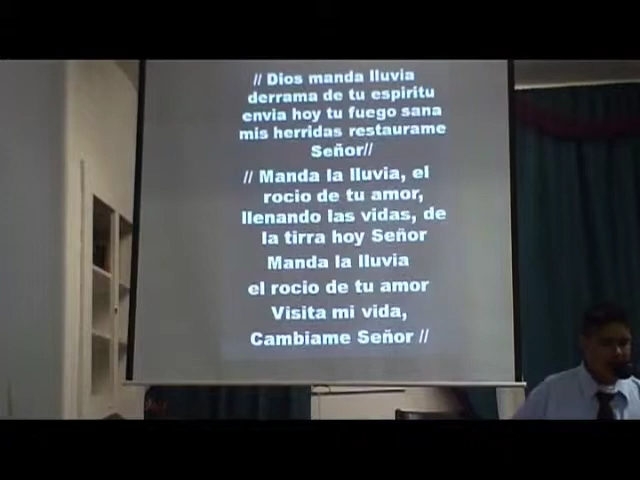 // Dios manda lluvia
derrama de tu espiritu
envia hoy tu fuego sana
mis herridas restaurame
Señor//
// Manda la lluvia, el
rocio de tu amor,
llenando las vidas, de
la tirra hoy Señor
Manda la lluvia
el rocio de tu amor
Visita mi vida,
Cambiame Señor //